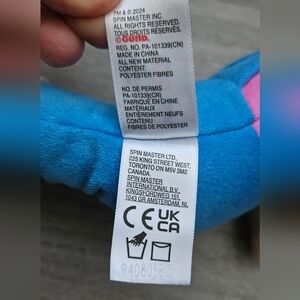 TM & © 2024
SPIN MASTER INC.
ALL RIGHTS RESERVED.
TOUS DROITS RÉSERVÉS.
GUND.
REG. NO. PA-101339(CN)
MADE IN CHINA
ALL NEW MATERIAL
CONTENT:
POLYESTER FIBRES
NO. DE PERMIS
PA-101339(CN)
FABRIQUÉ EN CHINE
MATÉRIAUX
ENTIÈREMENT NEUFS
CONTENU :
FIBRES DE POLYESTER
SPIN MASTER LTD.,
225 KING STREET WEST,
TORONTO ON M5V 3M2
CANADA.
SPIN MASTER
INTERNATIONAL B.V.,
KINGSFORDWEG 151,
1043 GR AMSTERDAM, NL
CE UK
CA